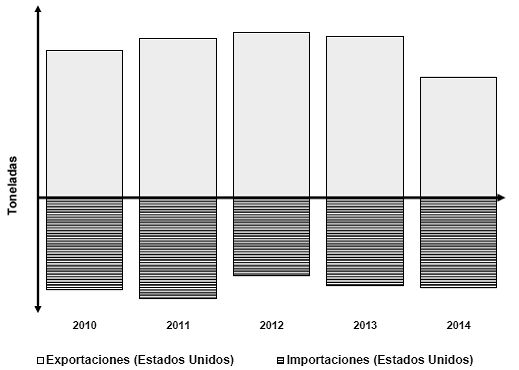 Toneladas
2010 2011 2012 2013 2014
Exportaciones (Estados Unidos) Importaciones (Estados Unidos)